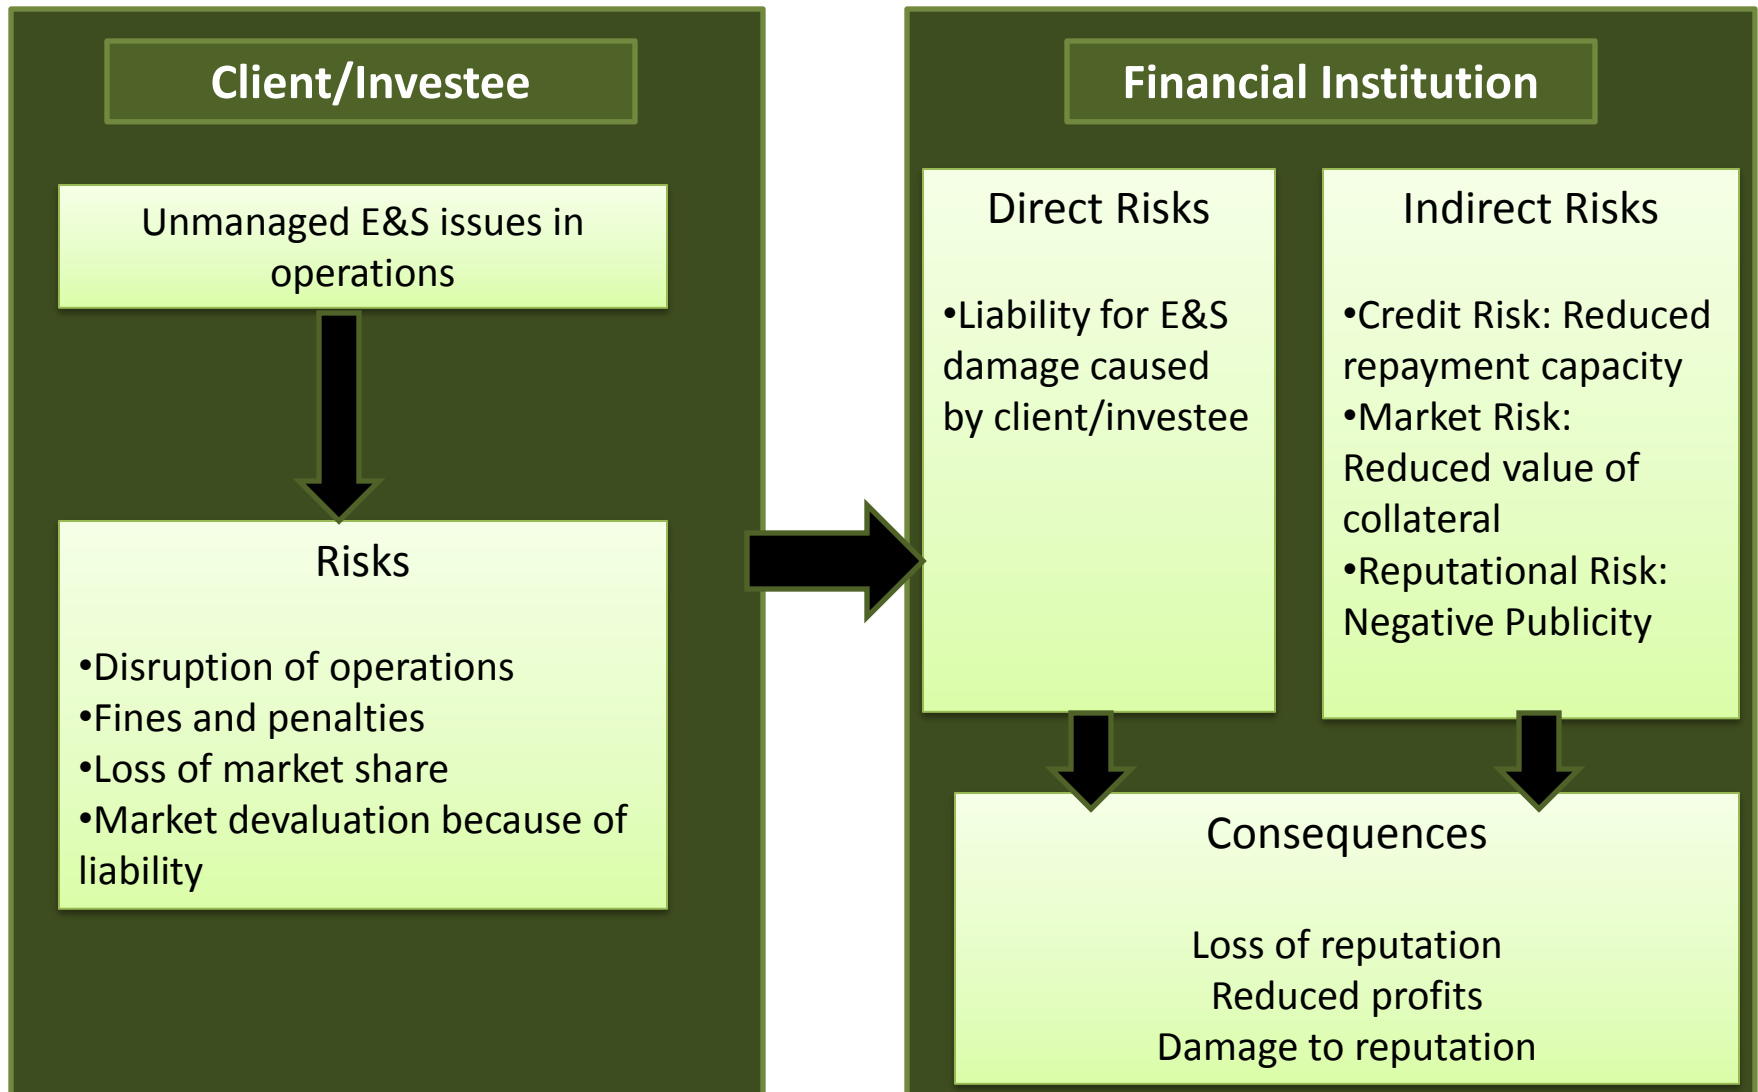 Client/Investee
Unmanaged E&S issues in
operations
Risks
•Disruption of operations
•Fines and penalties
•Loss of market share
•Market devaluation because of
liability
Financial Institution
Direct Risks
•Liability for E&S
damage caused
by client/investee
Indirect Risks
•Credit Risk: Reduced
repayment capacity
•Market Risk:
Reduced value of
collateral
•Reputational Risk:
Negative Publicity
Consequences
Loss of reputation
Reduced profits
Damage to reputation